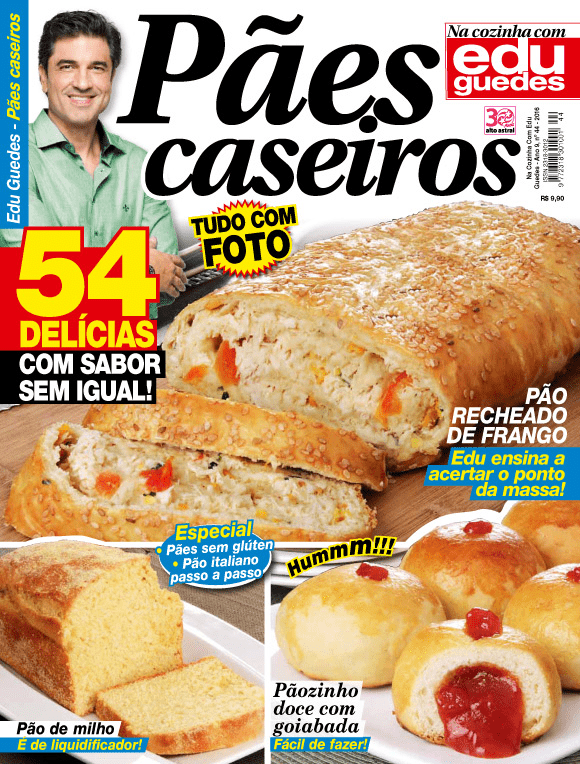 Edu Guedes - Pães caseiros
Pães
caseiros
Na cozinha com
edu
guedes
30
alto astral
Na Cozinha Com Edu
Guedes - Ano 9, nº 44 - 2016
R$ 9,90
44
TUDO COM
FOTO
54
DELÍCIAS
COM SABOR
SEM IGUAL!
PÃO
RECHEADO
DE FRANGO
Edu ensina a
acertar o ponto
da massa!
Especial
• Pães sem glúten
• Pão italiano
passo a passo
Hummm!!!
Pão de milho
É de liquidificador!
Pãozinho
doce com
goiabada
Fácil de fazer!